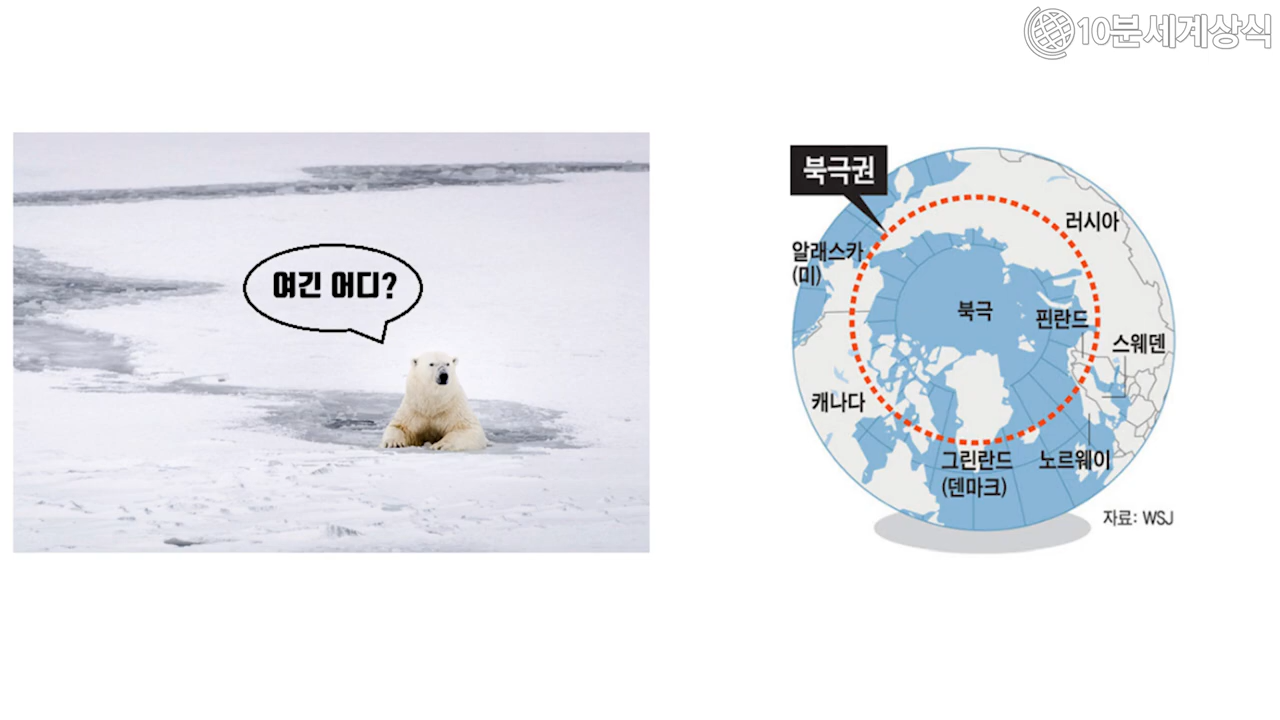 10분세계상식
여긴 어디?
북극권
러시아
알래스카
(미)
북극
핀란드
스웨덴
캐나다
그린란드
(덴마크)
노르웨이
자료: WSJ